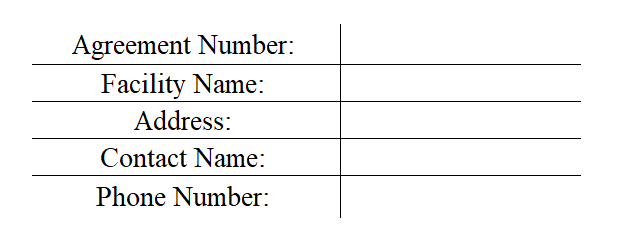 Agreement Number:
Facility Name:
Address:
Contact Name:
Phone Number: